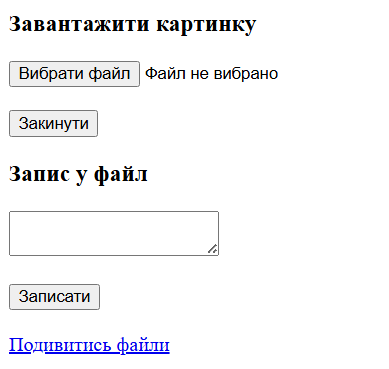 Завантажити картинку
Вибрати файл Файл не вибрано
Закинути
Запис у файл
Записати
Подивитись файли